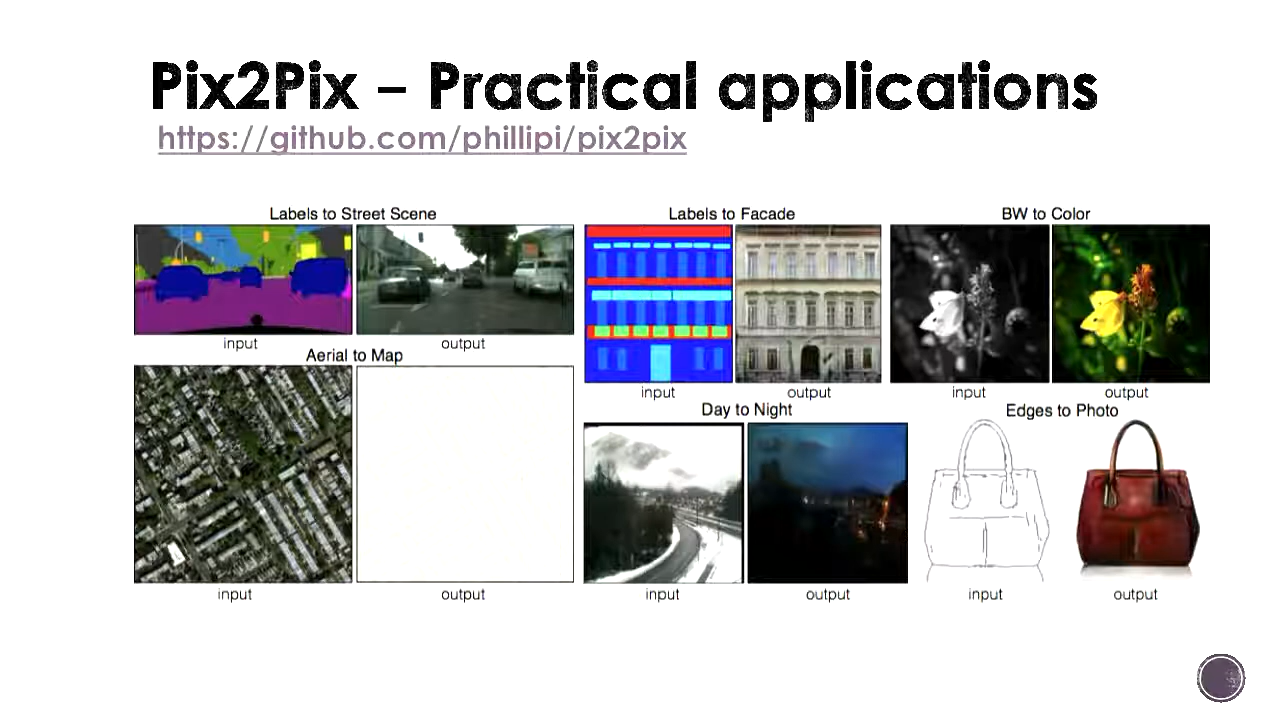 Pix2Pix – Practical applications
https://github.com/phillipi/pix2pix
Labels to Street Scene
input
output
Aerial to Map
input
output
Labels to Facade
input
output
BW to Color
input
output
Day to Night
input
output
Edges to Photo
input
output